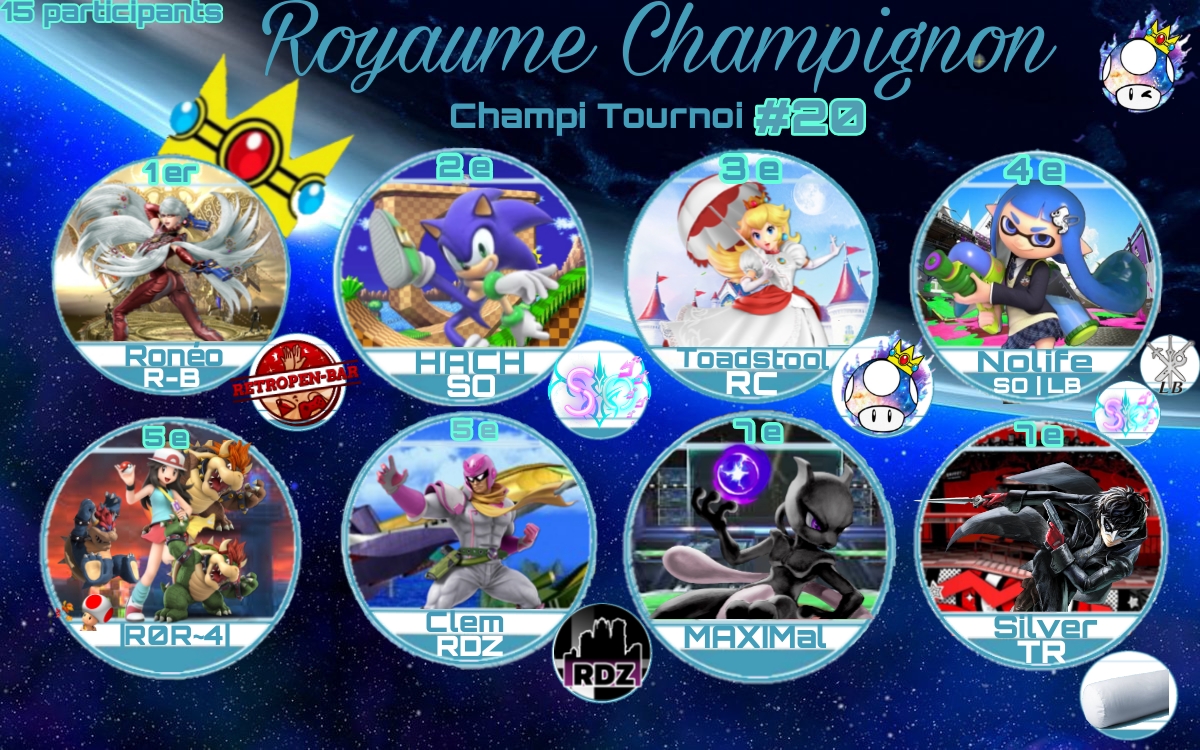 15 participants
Royaume Champignon
Champi Tournoi #20
1er
2e
3e
4e
Ronéo
R-B
RETROPEN-BAR
HACH
SO
Toadstool
RC
Nolife
SO | LB
LB
5e
5e
7e
7e
R0R~4
Clem
RDZ
RDZ
MAXIMal
Silver
TR